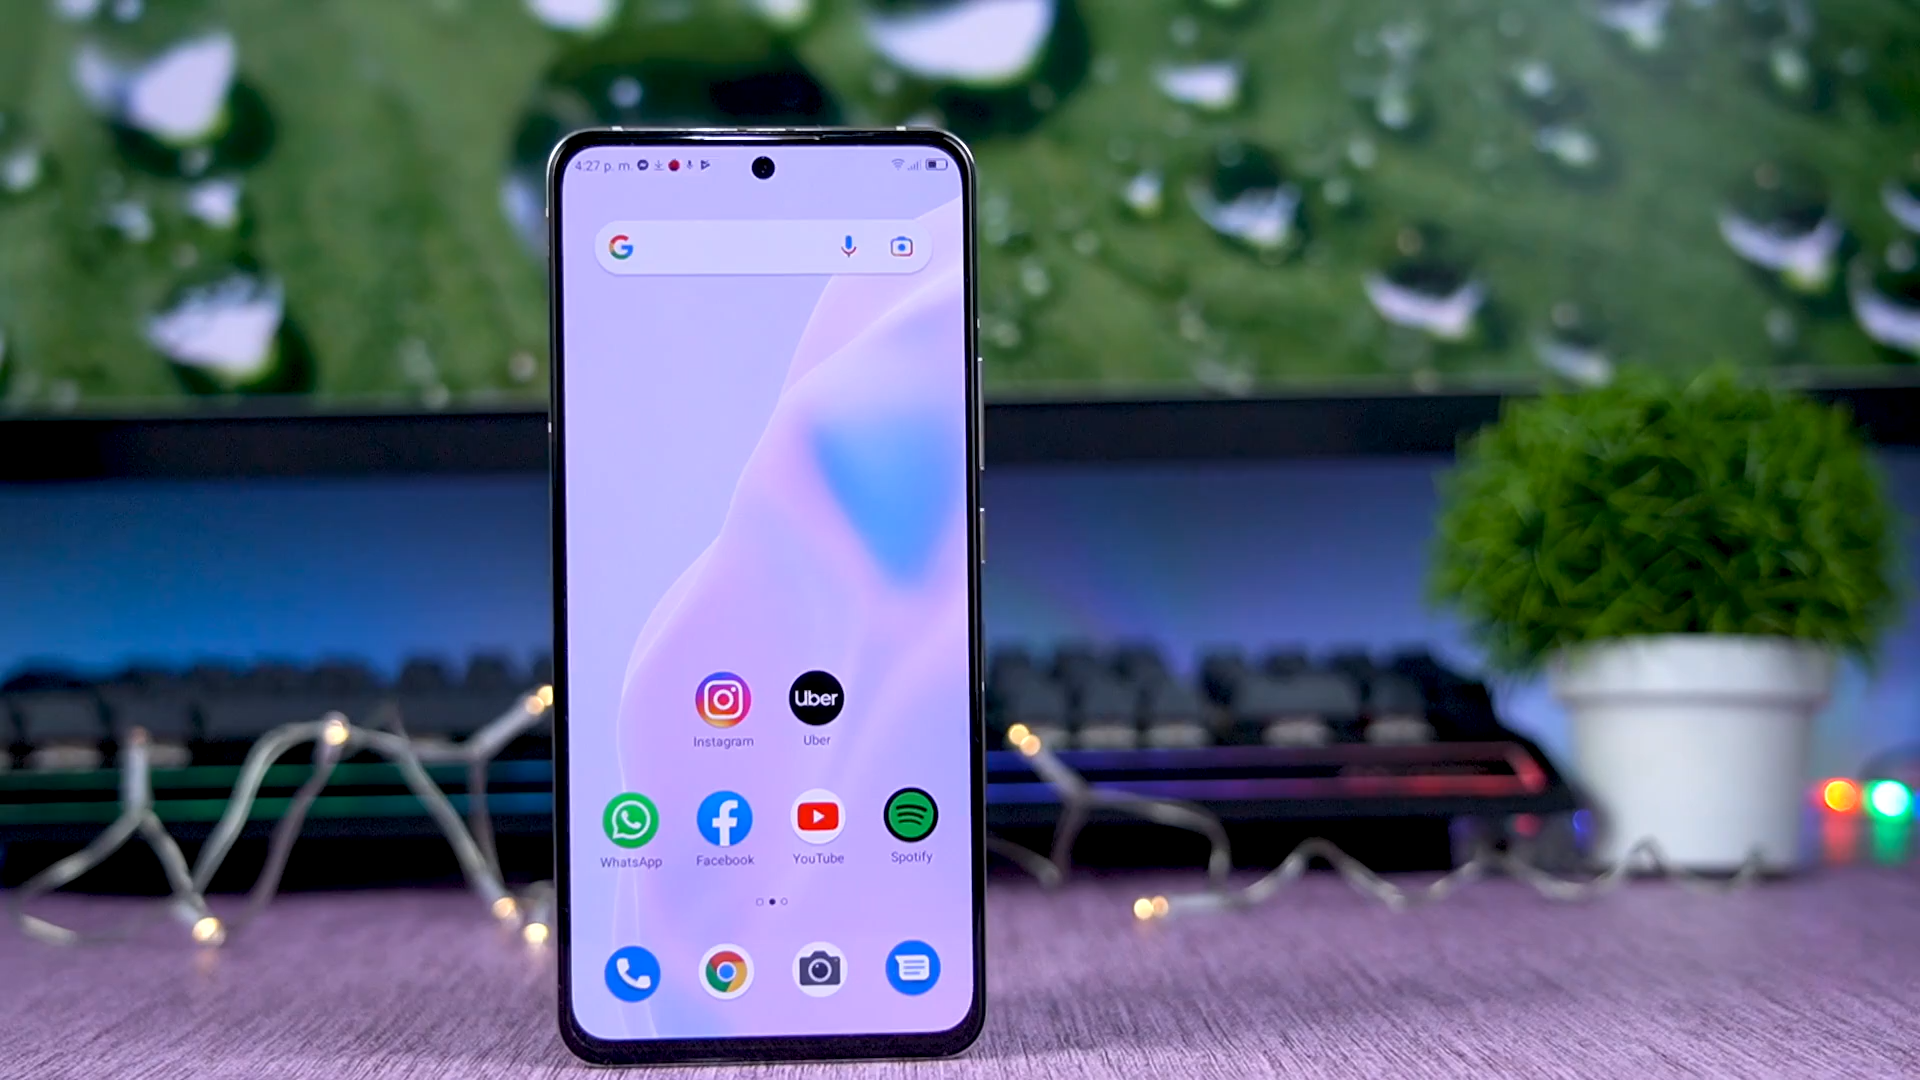 4:27 p. m.
Instagram
Uber
Uber
WhatsApp
Facebook
YouTube
Spotify